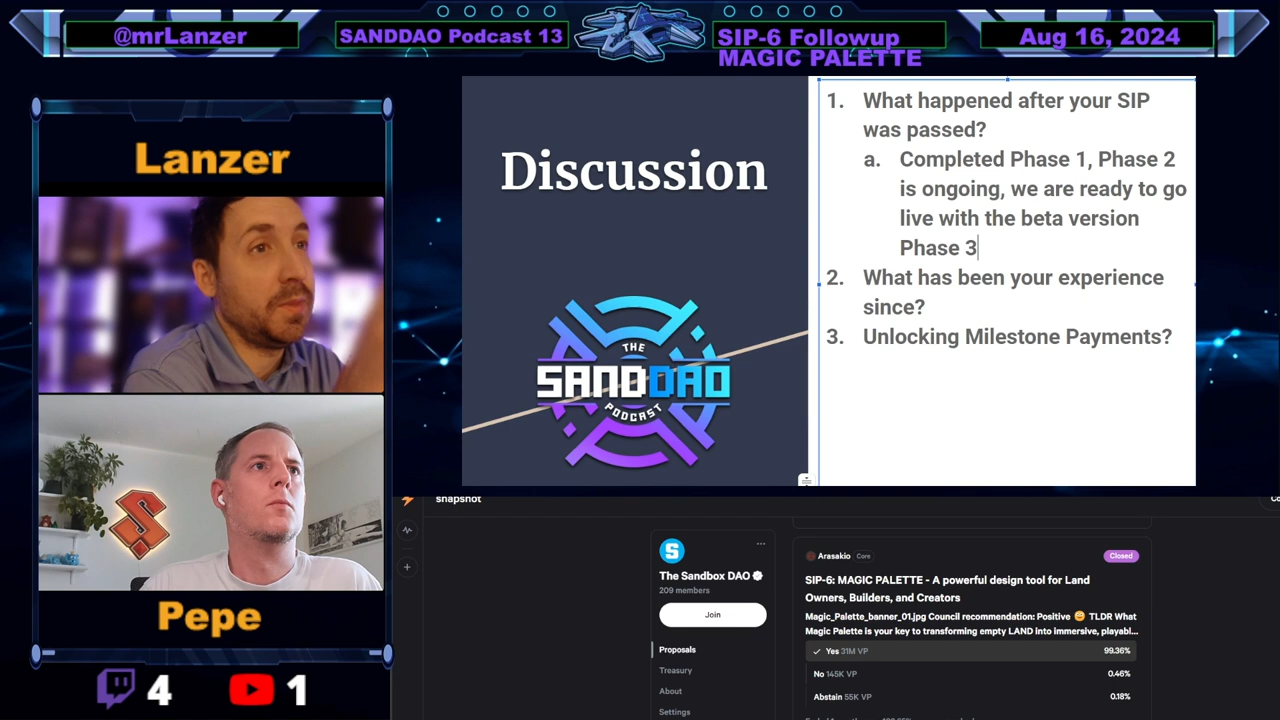 @mrLanzer
SANDDAO Podcast 13
SIP-6 Followup
MAGIC PALETTE
Aug 16, 2024
Lanzer
Pepe
4
1
Discussion
THE
SANDDAO
PODCAST
1. What happened after your SIP
was passed?
a. Completed Phase 1, Phase 2
is ongoing, we are ready to go
live with the beta version
Phase 3
2. What has been your experience
since?
3. Unlocking Milestone Payments?
snapshot
The Sandbox DAO
209 members
Join
Proposals
Treasury
About
Settings
Arasakio Core
Closed
SIP-6: MAGIC PALETTE - A powerful design tool for Land
Owners, Builders, and Creators
Magic_Palette_banner_01.jpg Council recommendation: Positive 😄 TLDR What
Magic Palette is your key to transforming empty LAND into immersive, playabl...
Yes 31M VP 99.36%
No 145K VP 0.46%
Abstain 55K VP 0.18%